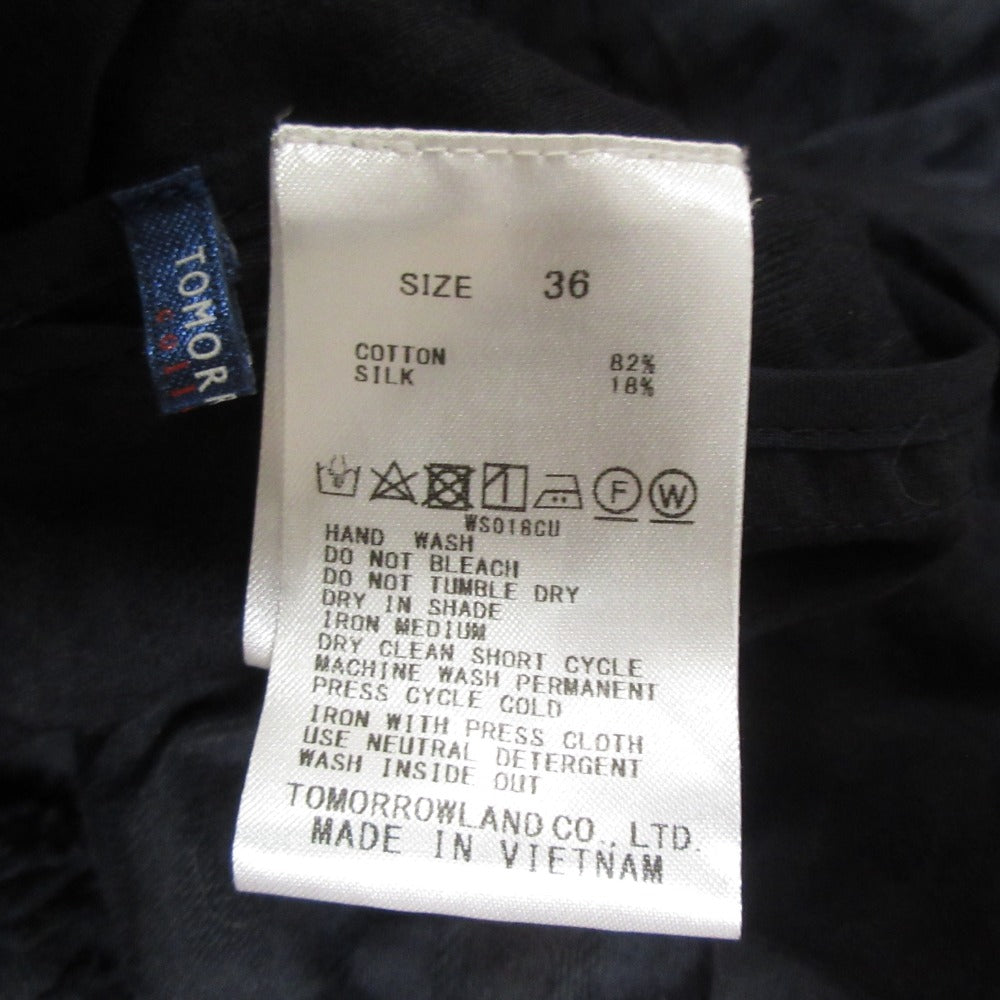 TOMOR
COLL
SIZE 36
COTTON 82%
SILK 18%
F W
WS018CU
HAND WASH
DO NOT BLEACH
DO NOT TUMBLE DRY
DRY IN SHADE
IRON MEDIUM
DRY CLEAN SHORT CYCLE
MACHINE WASH PERMANENT
PRESS CYCLE COLD
IRON WITH PRESS CLOTH
USE NEUTRAL DETERGENT
WASH INSIDE OUT
TOMORROWLAND CO., LTD.
MADE IN VIETNAM